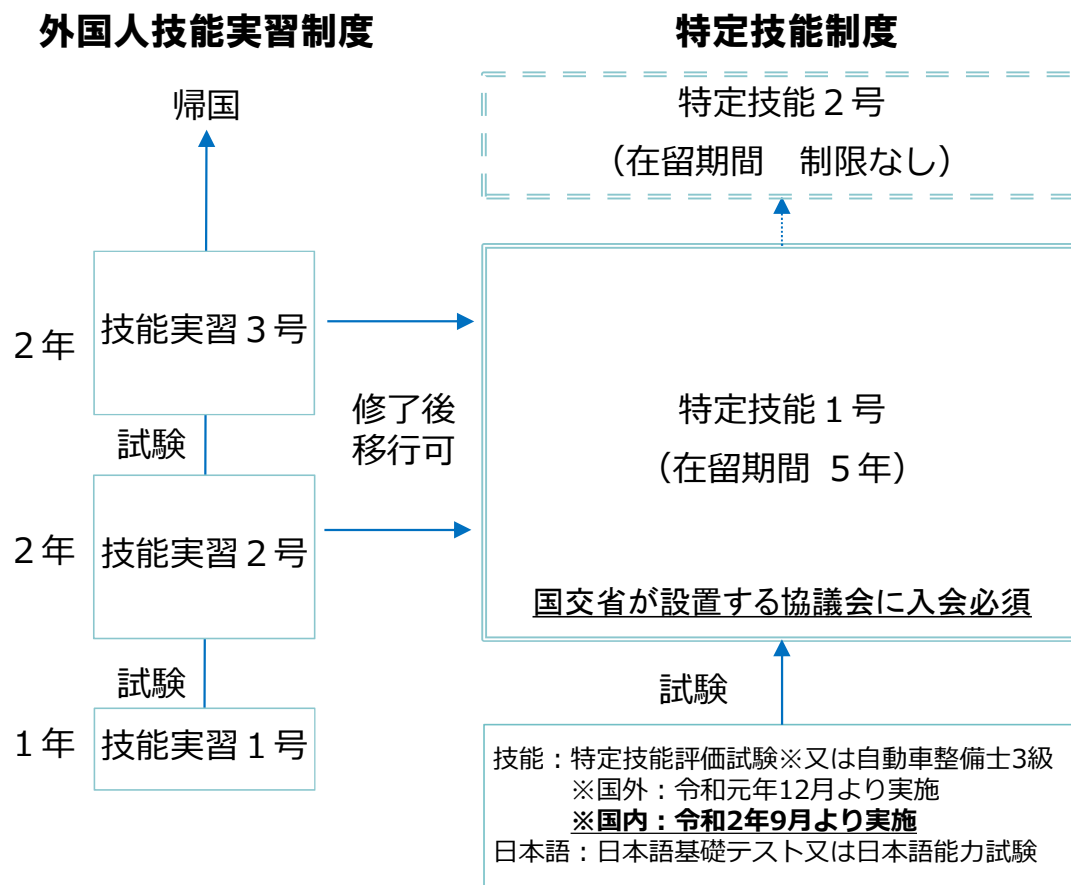 外国人技能実習制度
帰国
2年
技能実習３号
試験
2年
技能実習２号
試験
1年
技能実習１号
修了後
移行可
特定技能制度
特定技能２号
（在留期間　制限なし）
特定技能１号
（在留期間 ５年）
国交省が設置する協議会に入会必須
試験
技能：特定技能評価試験※又は自動車整備士3級
※国外：令和元年12月より実施
※国内：令和2年9月より実施
日本語：日本語基礎テスト又は日本語能力試験